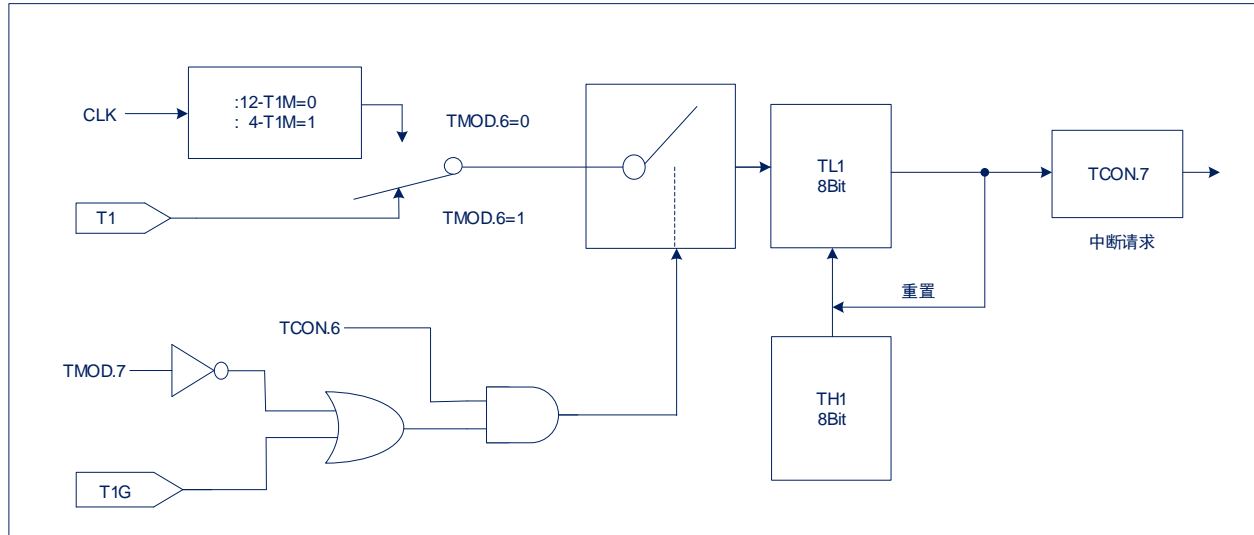 CLK
:12-T1M=0
: 4-T1M=1
TMOD.6=0
T1
TMOD.6=1
TL1
8Bit
TCON.7
中断请求
重置
TCON.6
TMOD.7
TH1
8Bit
T1G